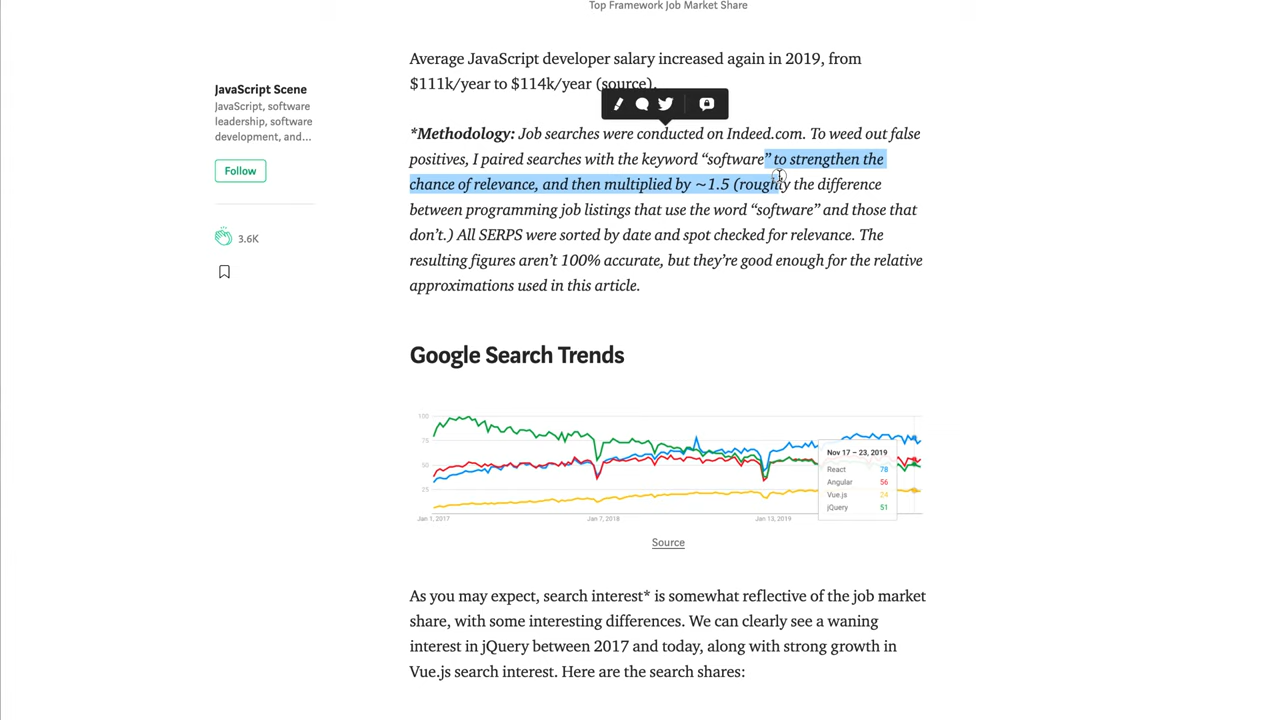 Top Framework Job Market Share
Average JavaScript developer salary increased again in 2019, from
$111k/year to $114k/year (source).
JavaScript Scene
JavaScript, software
leadership, software
development, and...
Follow
3.6K
*Methodology: Job searches were conducted on Indeed.com. To weed out false
positives, I paired searches with the keyword “software” to strengthen the
chance of relevance, and then multiplied by ~1.5 (roughly the difference
between programming job listings that use the word “software” and those that
don’t.) All SERPS were sorted by date and spot checked for relevance. The
resulting figures aren’t 100% accurate, but they’re good enough for the relative
approximations used in this article.
Google Search Trends
100
75
50
25
Jan 1, 2017
Jan 7, 2018
Jan 13, 2019
Nov 17 – 23, 2019
React 78
Angular 56
Vue.js 24
jQuery 51
Source
As you may expect, search interest* is somewhat reflective of the job market
share, with some interesting differences. We can clearly see a waning
interest in jQuery between 2017 and today, along with strong growth in
Vue.js search interest. Here are the search shares: